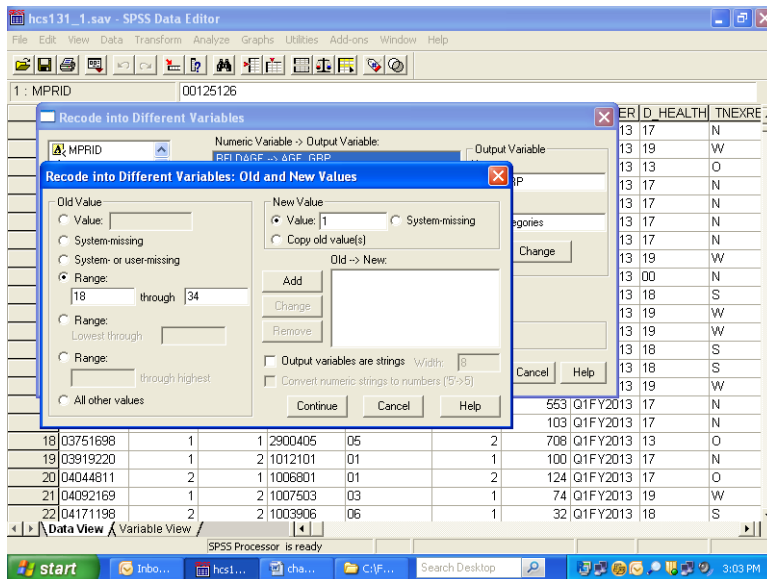 hcs131_1.sav - SPSS Data Editor
File Edit View Data Transform Analyze Graphs Utilities Add-ons Window Help
1 : MPRID 00125126
Recode into Different Variables
ER D_HEALTH TNEXRE
MPRID
Numeric Variable -> Output Variable:
Output Variable
BFLDAGE --> AGE_GRP
13 17 N
13 19 W
13 13 O
13 17 N
13 17 N
13 17 N
13 17 N
13 19 W
13 00 N
13 18 S
13 19 W
13 19 W
13 18 S
13 18 S
13 19 W
RP
egories
Change
Cancel Help
Recode into Different Variables: Old and New Values
Old Value
Value:
System-missing
System- or user-missing
Range:
18 through 34
Range:
Lowest through
Range:
through highest
All other values
New Value
Value: 1 System-missing
Copy old value(s)
Old --> New:
Add
Change
Remove
Output variables are strings Width: 8
Convert numeric strings to numbers ('5'->5)
Continue Cancel Help
553 Q1FY2013 17 N
103 Q1FY2013 17 N
18 03751698 1 1 2900405 05 2 708 Q1FY2013 13 O
19 03919220 1 2 1012101 01 1 100 Q1FY2013 17 N
20 04044811 2 1 1006801 01 2 124 Q1FY2013 17 O
21 04092169 1 2 1007503 03 1 74 Q1FY2013 19 W
22 04171198 2 2 1003906 06 1 32 Q1FY2013 18 S
Data View Variable View
SPSS Processor is ready
start Inbo... hcs1... cha... C:\F... Search Desktop 3:03 PM